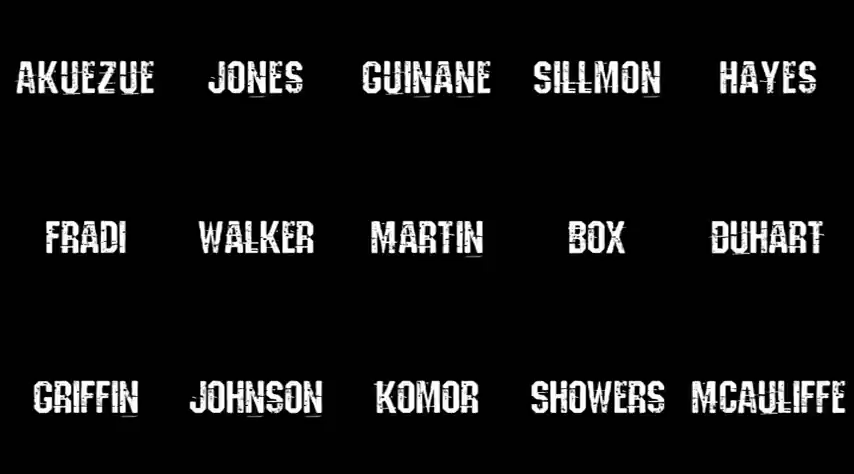 AKUEZUE JONES GUINANE SILLMON HAYES
FRADI WALKER MARTIN BOX DUHART
GRIFFIN JOHNSON KOMOR SHOWERS MCAULIFFE